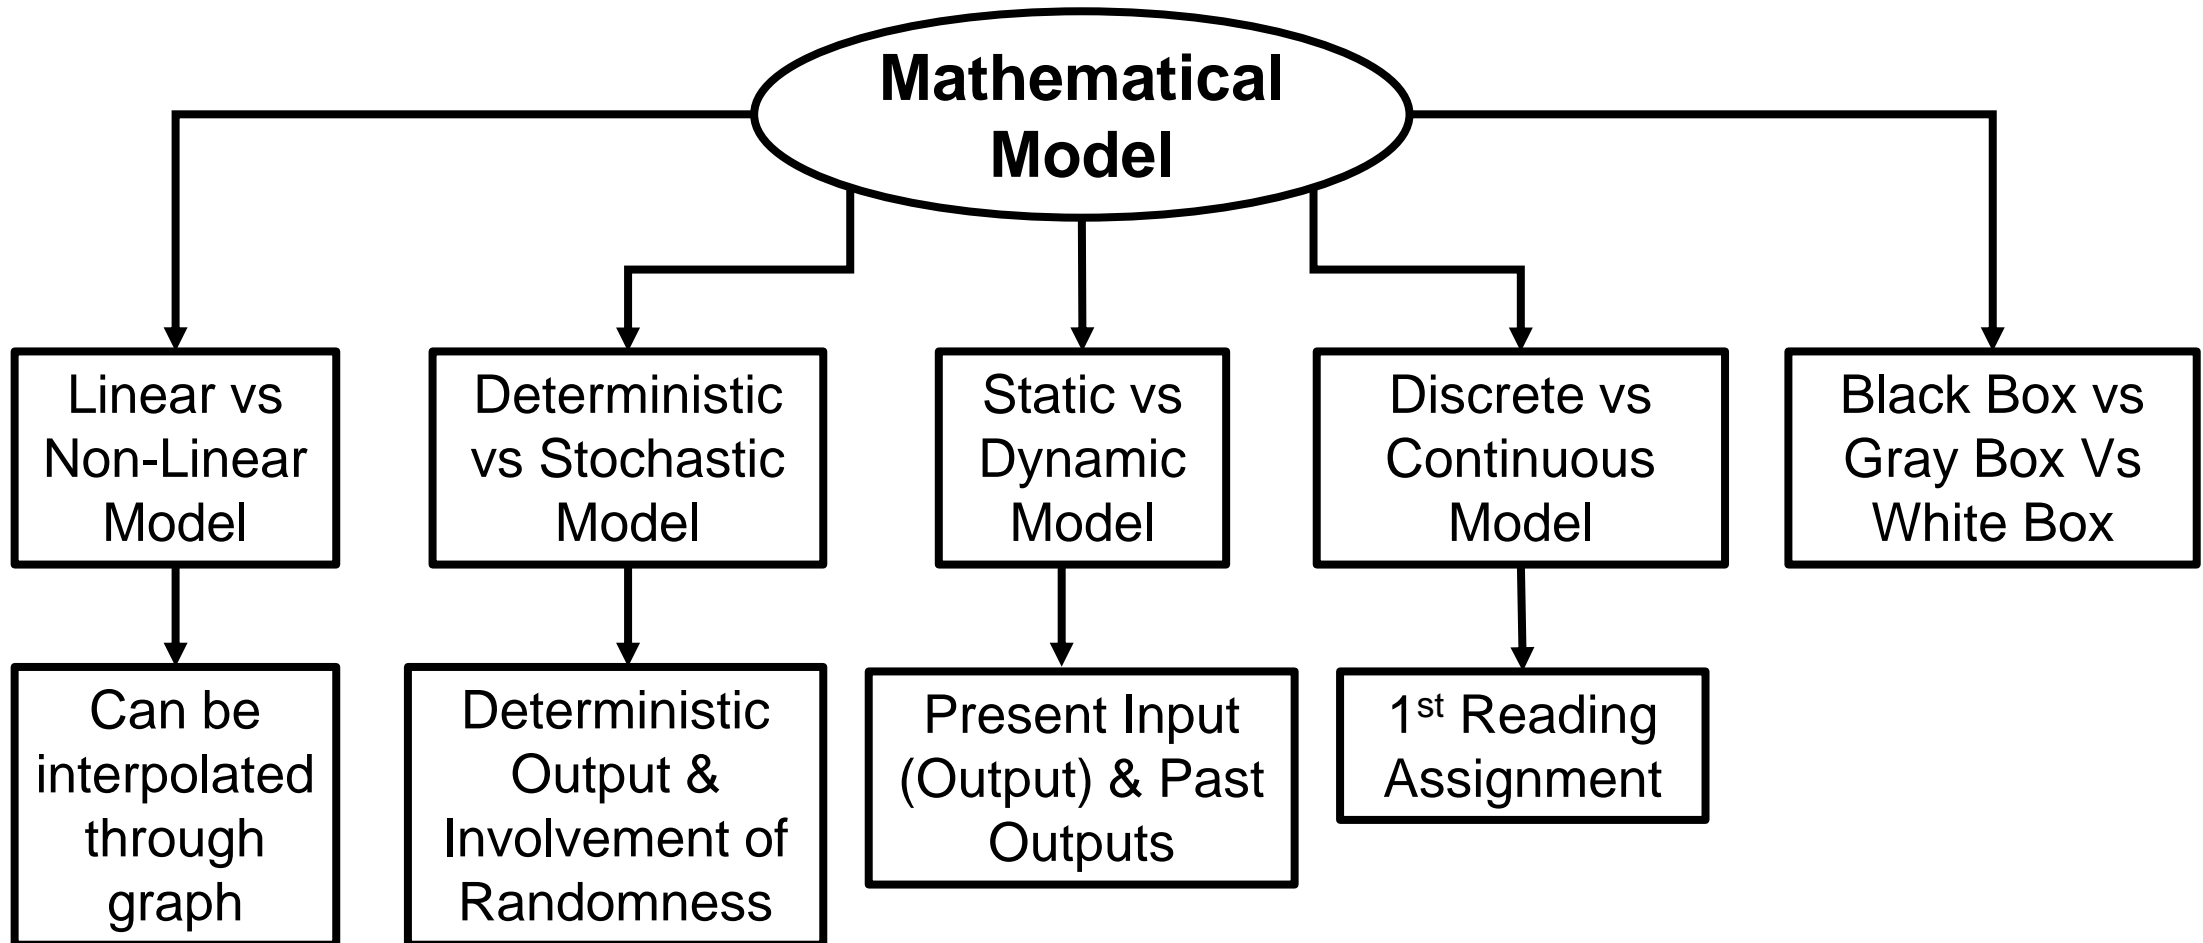 Mathematical
Model
Linear vs
Non-Linear
Model
Deterministic
vs Stochastic
Model
Static vs
Dynamic
Model
Discrete vs
Continuous
Model
Black Box vs
Gray Box Vs
White Box
Can be
interpolated
through
graph
Deterministic
Output &
Involvement of
Randomness
Present Input
(Output) & Past
Outputs
1st Reading
Assignment